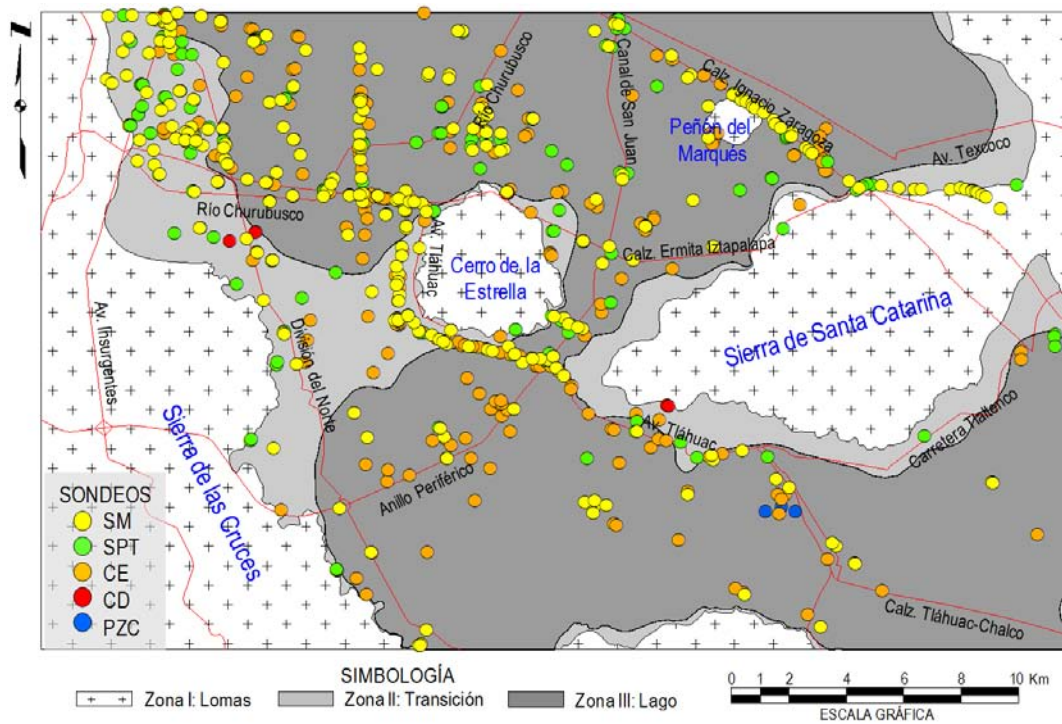 Z
Río Churubusco
Canal de San Juan
Calz. Ignacio Zaragoza
Peñón del
Marqués
Av. Texcoco
Río Churubusco
Av. Tláhuac
Cerro de la
Estrella
Calz. Ermita Iztapalapa
Sierra de Santa Catarina
Av. Insurgentes
División del Norte
Sierra de las Cruces
Av. Tláhuac
Carretera Tlaltenco
Anillo Periférico
Calz. Tláhuac-Chalco
SONDEOS
SM
SPT
CE
CD
PZC
SIMBOLOGÍA
Zona I: Lomas
Zona II: Transición
Zona III: Lago
0 1 2 4 6 8 10 Km
ESCALA GRÁFICA